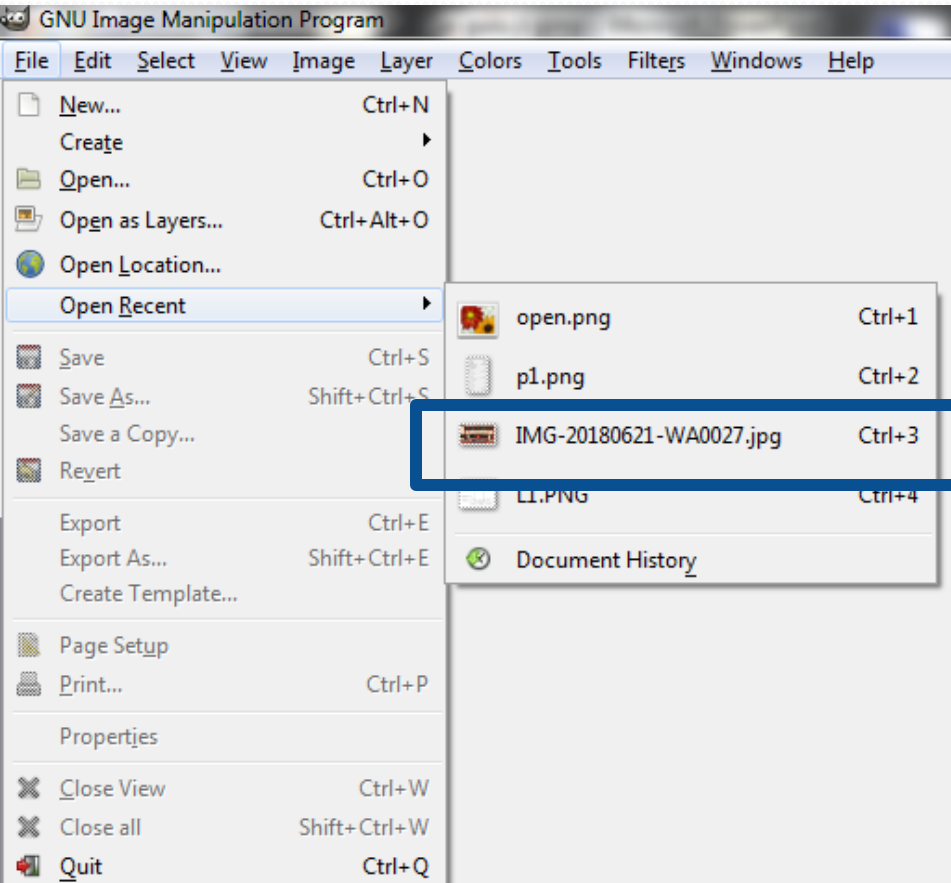 GNU Image Manipulation Program
File Edit Select View Image Layer Colors Tools Filters Windows Help
New... Ctrl+N
Create
Open... Ctrl+O
Open as Layers... Ctrl+Alt+O
Open Location...
Open Recent
Save Ctrl+S
Save As... Shift+Ctrl+S
Save a Copy...
Revert
Export Ctrl+E
Export As... Shift+Ctrl+E
Create Template...
Page Setup
Print... Ctrl+P
Properties
Close View Ctrl+W
Close all Shift+Ctrl+W
Quit Ctrl+Q
open.png Ctrl+1
p1.png Ctrl+2
IMG-20180621-WA0027.jpg Ctrl+3
L1.PNG Ctrl+4
Document History